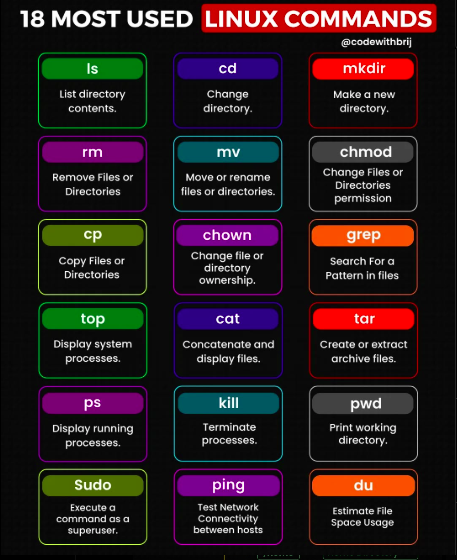 18 MOST USED LINUX COMMANDS
@codewithbrij
ls
List directory
contents.
cd
Change
directory.
mkdir
Make a new
directory.
rm
Remove Files or
Directories
mv
Move or rename
files or directories.
chmod
Change Files or
Directories
permission
cp
Copy Files or
Directories
chown
Change file or
directory
ownership.
grep
Search For a
Pattern in files
top
Display system
processes.
cat
Concatenate and
display files.
tar
Create or extract
archive files.
ps
Display running
processes.
kill
Terminate
processes.
pwd
Print working
directory.
Sudo
Execute a
command as a
superuser.
ping
Test Network
Connectivity
between hosts
du
Estimate File
Space Usage